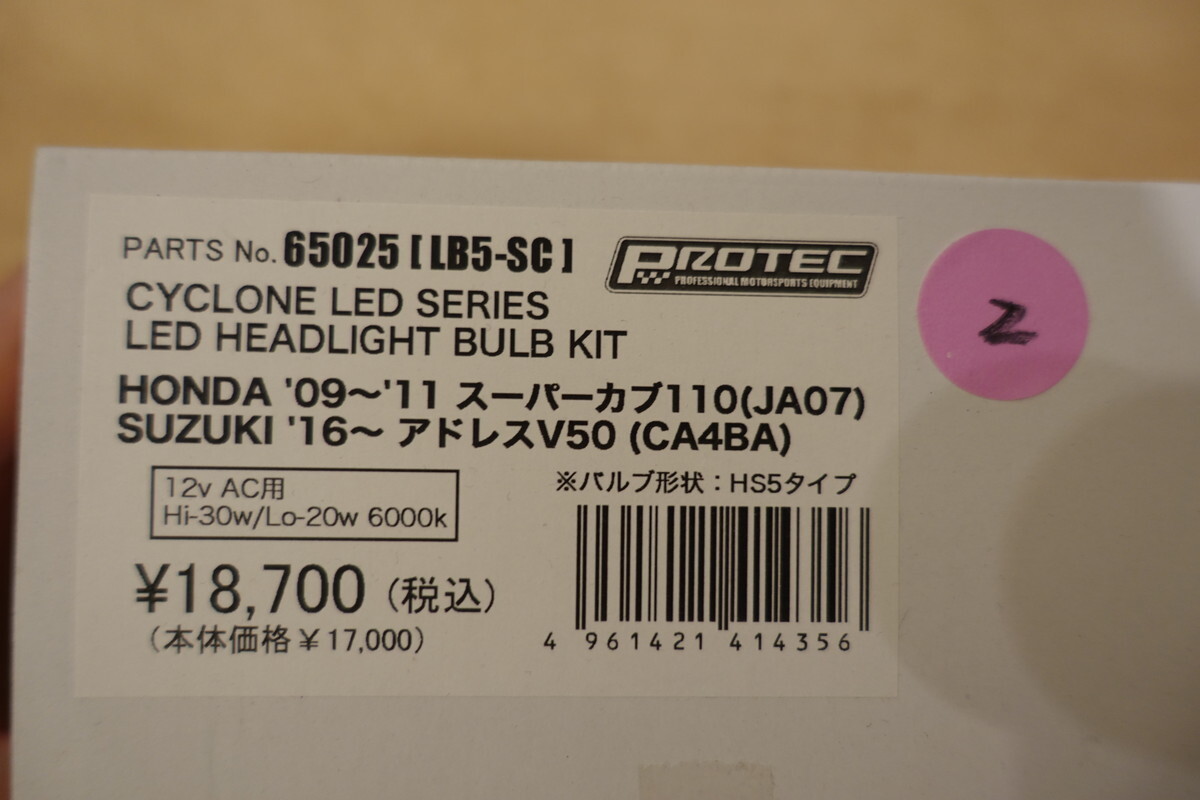 PARTS No. 65025 [ LB5-SC ]
PROTEC
PROFESSIONAL MOTORSPORTS EQUIPMENT
CYCLONE LED SERIES
LED HEADLIGHT BULB KIT
HONDA '09〜'11 スーパーカブ110(JA07)
SUZUKI '16〜 アドレスV50 (CA4BA)
12v AC用
Hi-30w/Lo-20w 6000k
※バルブ形状：HS5タイプ
¥18,700（税込）
（本体価格￥17,000）
4 961421 414356
2